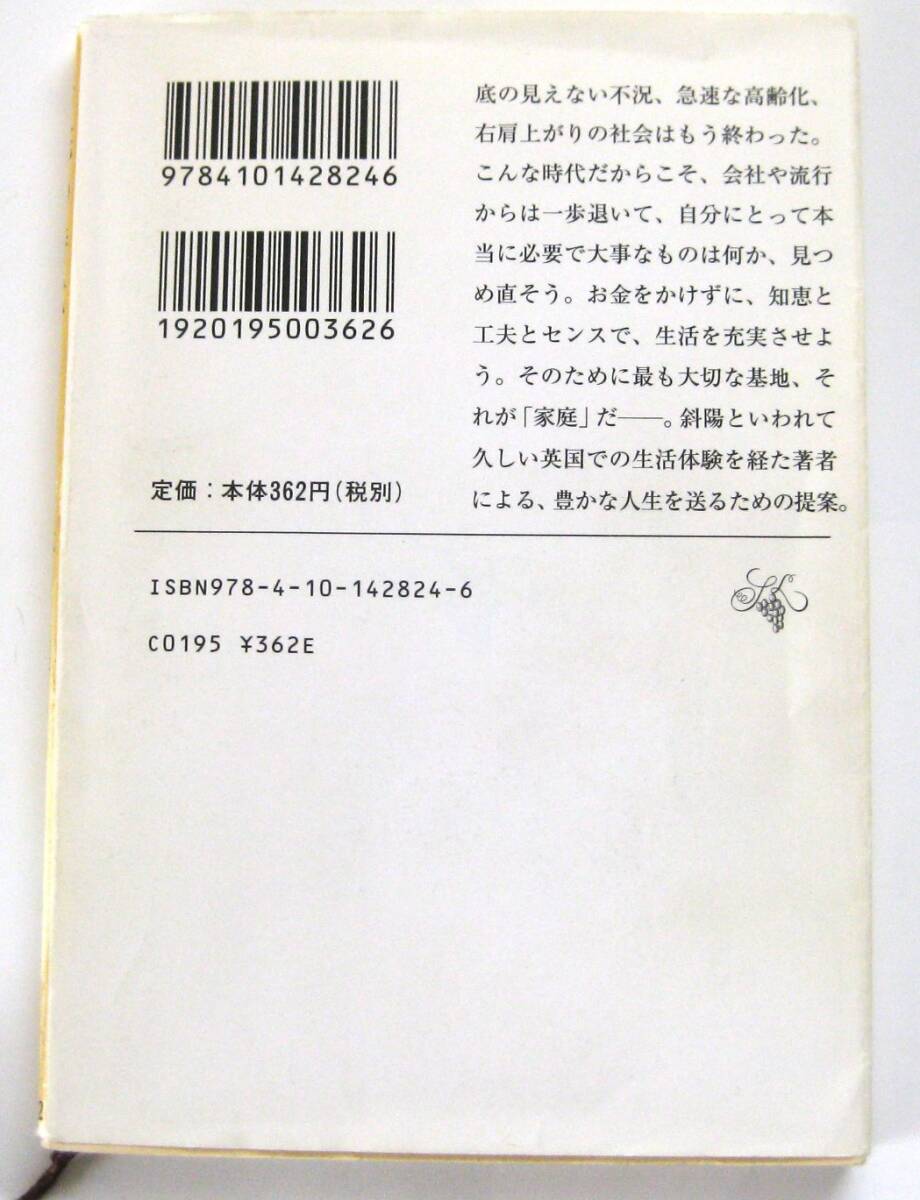 9784101428246
1920195003626
定価：本体362円（税別）
底の見えない不況、急速な高齢化、
右肩上がりの社会はもう終わった。
こんな時代だからこそ、会社や流行
からは一歩退いて、自分にとって本
当に必要で大事なものは何か、見つ
め直そう。お金をかけずに、知恵と
工夫とセンスで、生活を充実させよ
う。そのために最も大切な基地、そ
れが「家庭」だ――。斜陽といわれて
久しい英国での生活体験を経た著者
による、豊かな人生を送るための提案。
ISBN978-4-10-142824-6
C0195 ¥362E